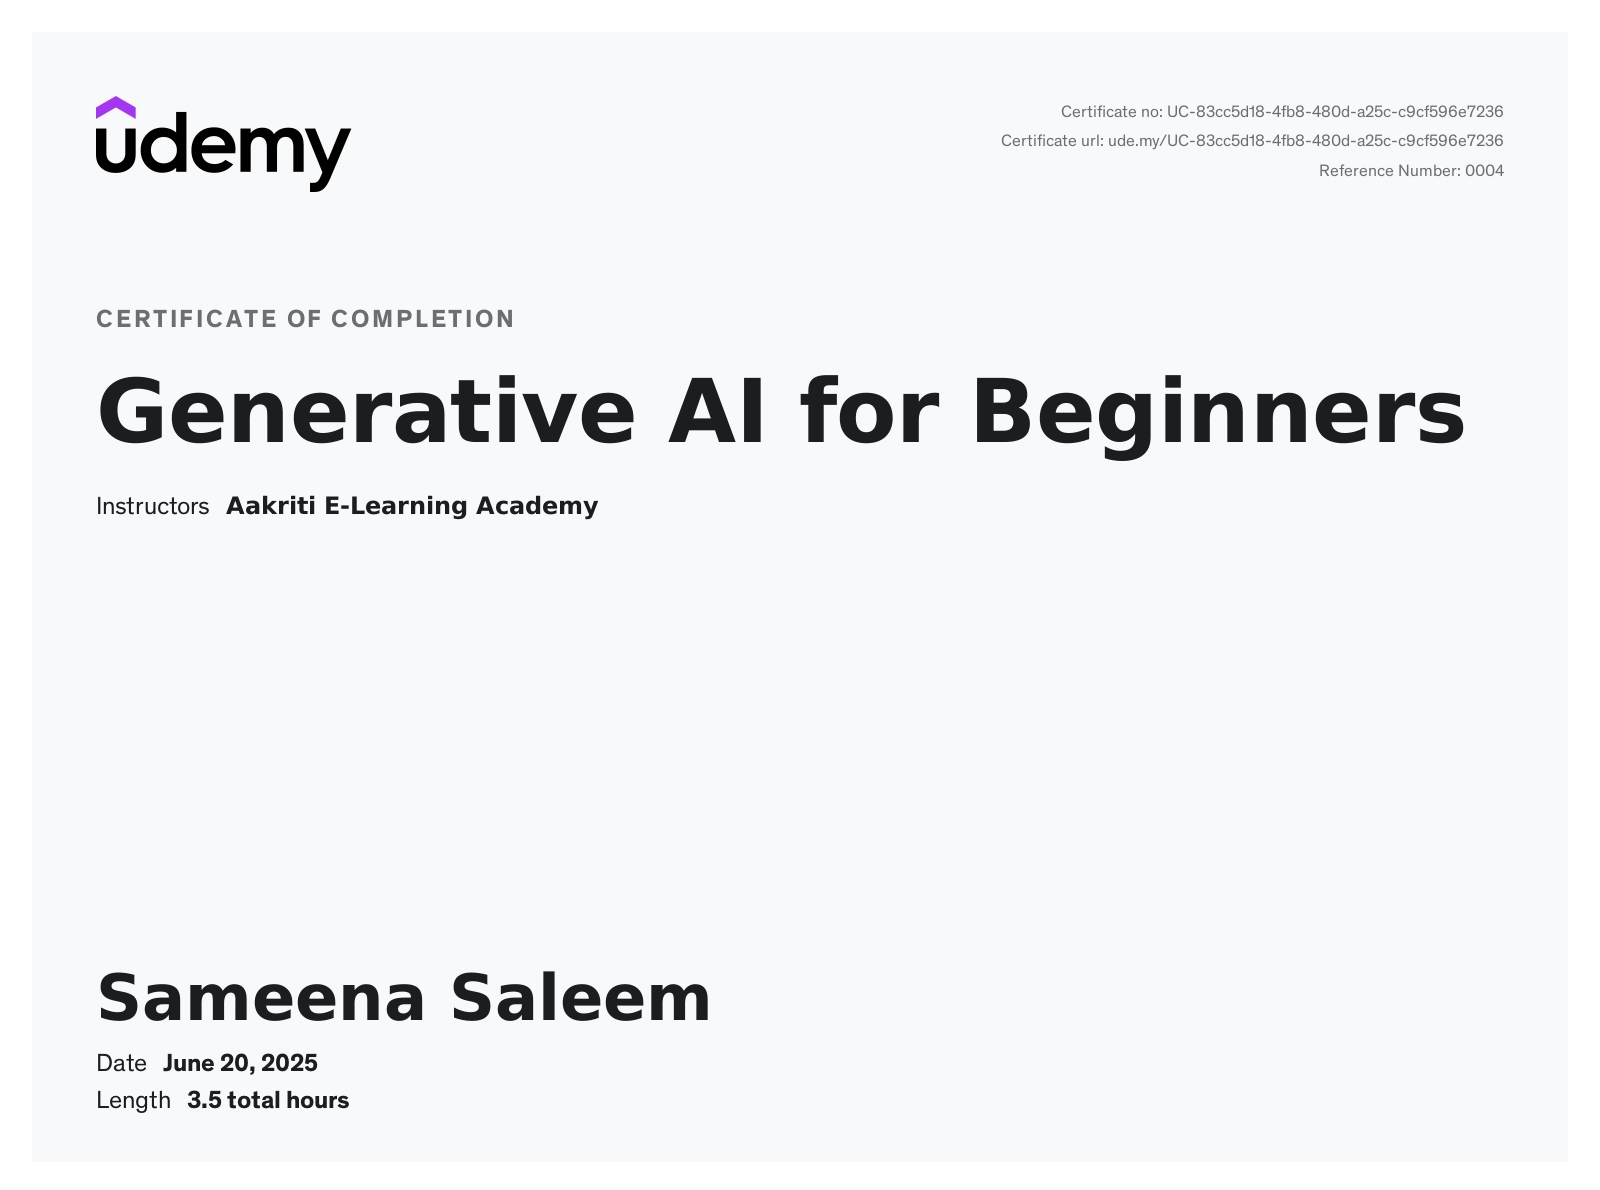 udemy
Certificate no: UC-83cc5d18-4fb8-480d-a25c-c9cf596e7236
Certificate url: ude.my/UC-83cc5d18-4fb8-480d-a25c-c9cf596e7236
Reference Number: 0004
CERTIFICATE OF COMPLETION
Generative AI for Beginners
Instructors Aakriti E-Learning Academy
Sameena Saleem
Date June 20, 2025
Length 3.5 total hours